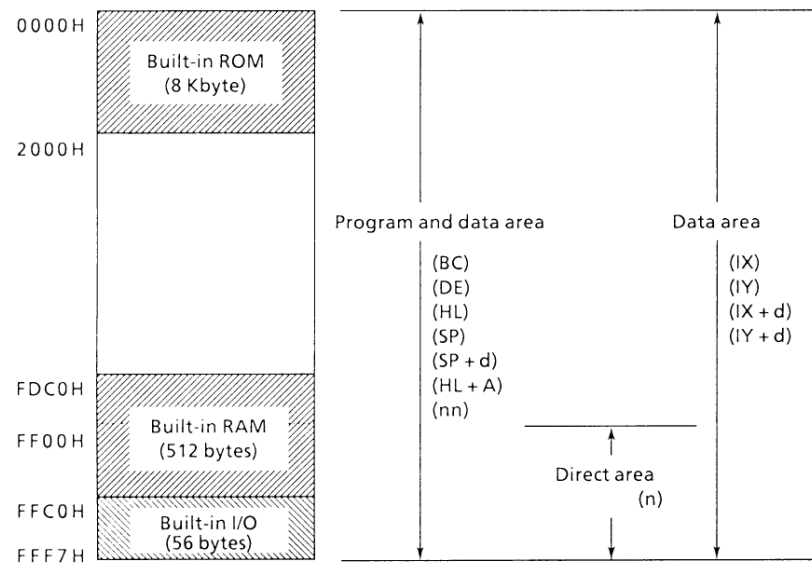 0000H
Built-in ROM
(8 Kbyte)
2000H
Program and data area
(BC)
(DE)
(HL)
(SP)
(SP + d)
(HL + A)
(nn)
Data area
(IX)
(IY)
(IX + d)
(IY + d)
FDC0H
Built-in RAM
(512 bytes)
FF00H
Direct area
(n)
FFC0H
Built-in I/O
(56 bytes)
FFF7H